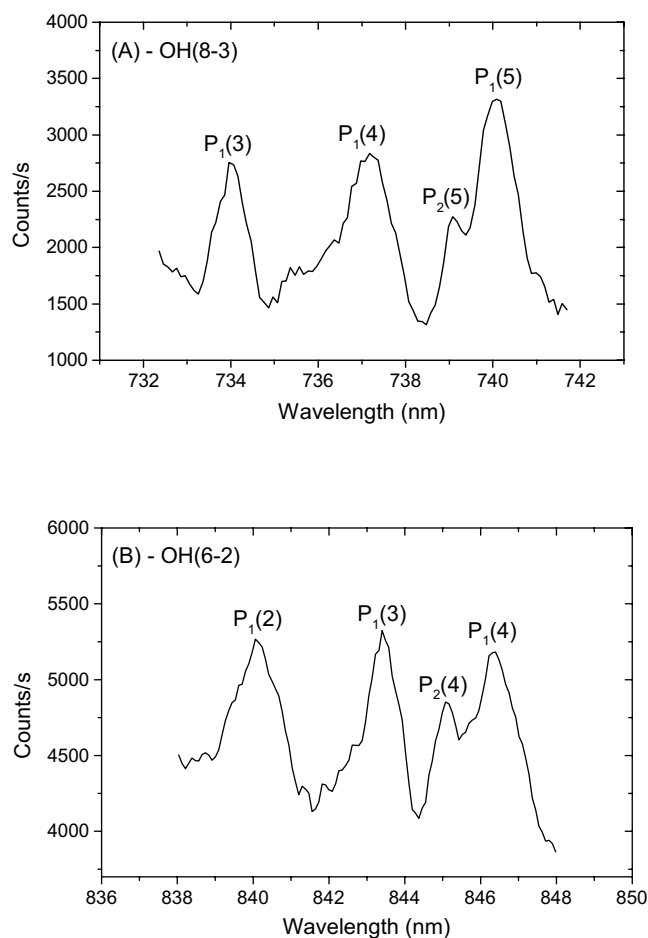 (A) - OH(8-3)
P₁(3)
P₁(4)
P₂(5)
P₁(5)
Counts/s
4000
3500
3000
2500
2000
1500
1000
732 734 736 738 740 742
Wavelength (nm)
(B) - OH(6-2)
P₁(2)
P₁(3)
P₂(4)
P₁(4)
Counts/s
6000
5500
5000
4500
4000
836 838 840 842 844 846 848 850
Wavelength (nm)